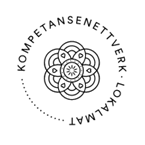 · KOMPETANSENETTVERK · LOKALMAT ·